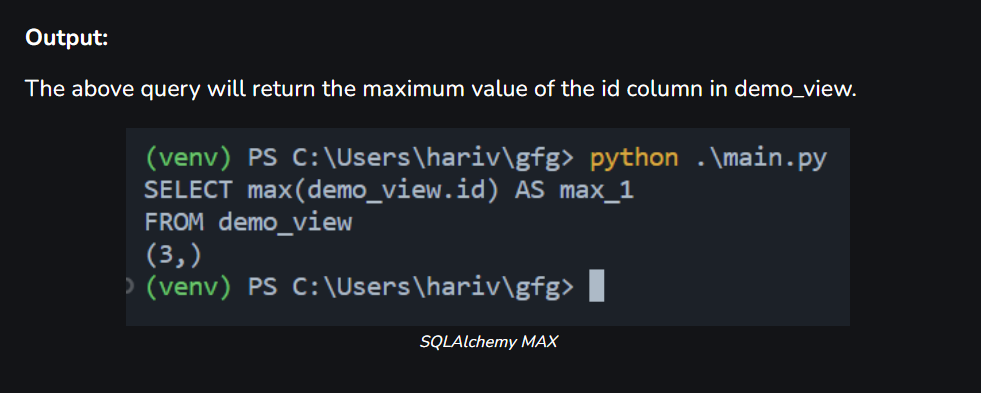 Output:
The above query will return the maximum value of the id column in demo_view.
(venv) PS C:\Users\hariv\gfg> python .\main.py
SELECT max(demo_view.id) AS max_1
FROM demo_view
(3,)
(venv) PS C:\Users\hariv\gfg>
SQLAlchemy MAX